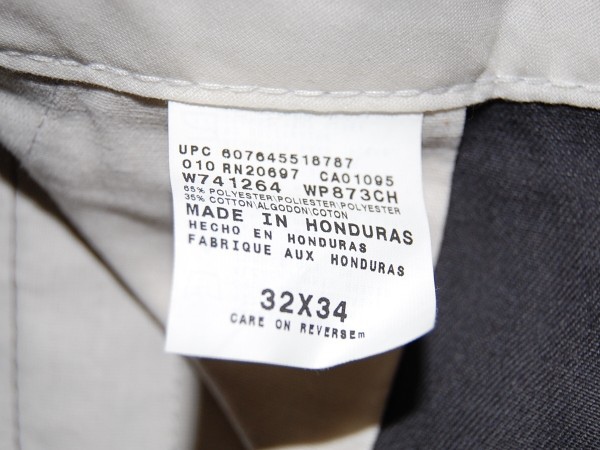 UPC 607645518787
010 RN20697 CA01095
W741264 WP873CH
65% POLYESTER\POLIESTER\POLYESTER
35% COTTON\ALGODON\COTON
MADE IN HONDURAS
HECHO EN HONDURAS
FABRIQUE AUX HONDURAS
32X34
CARE ON REVERSE™